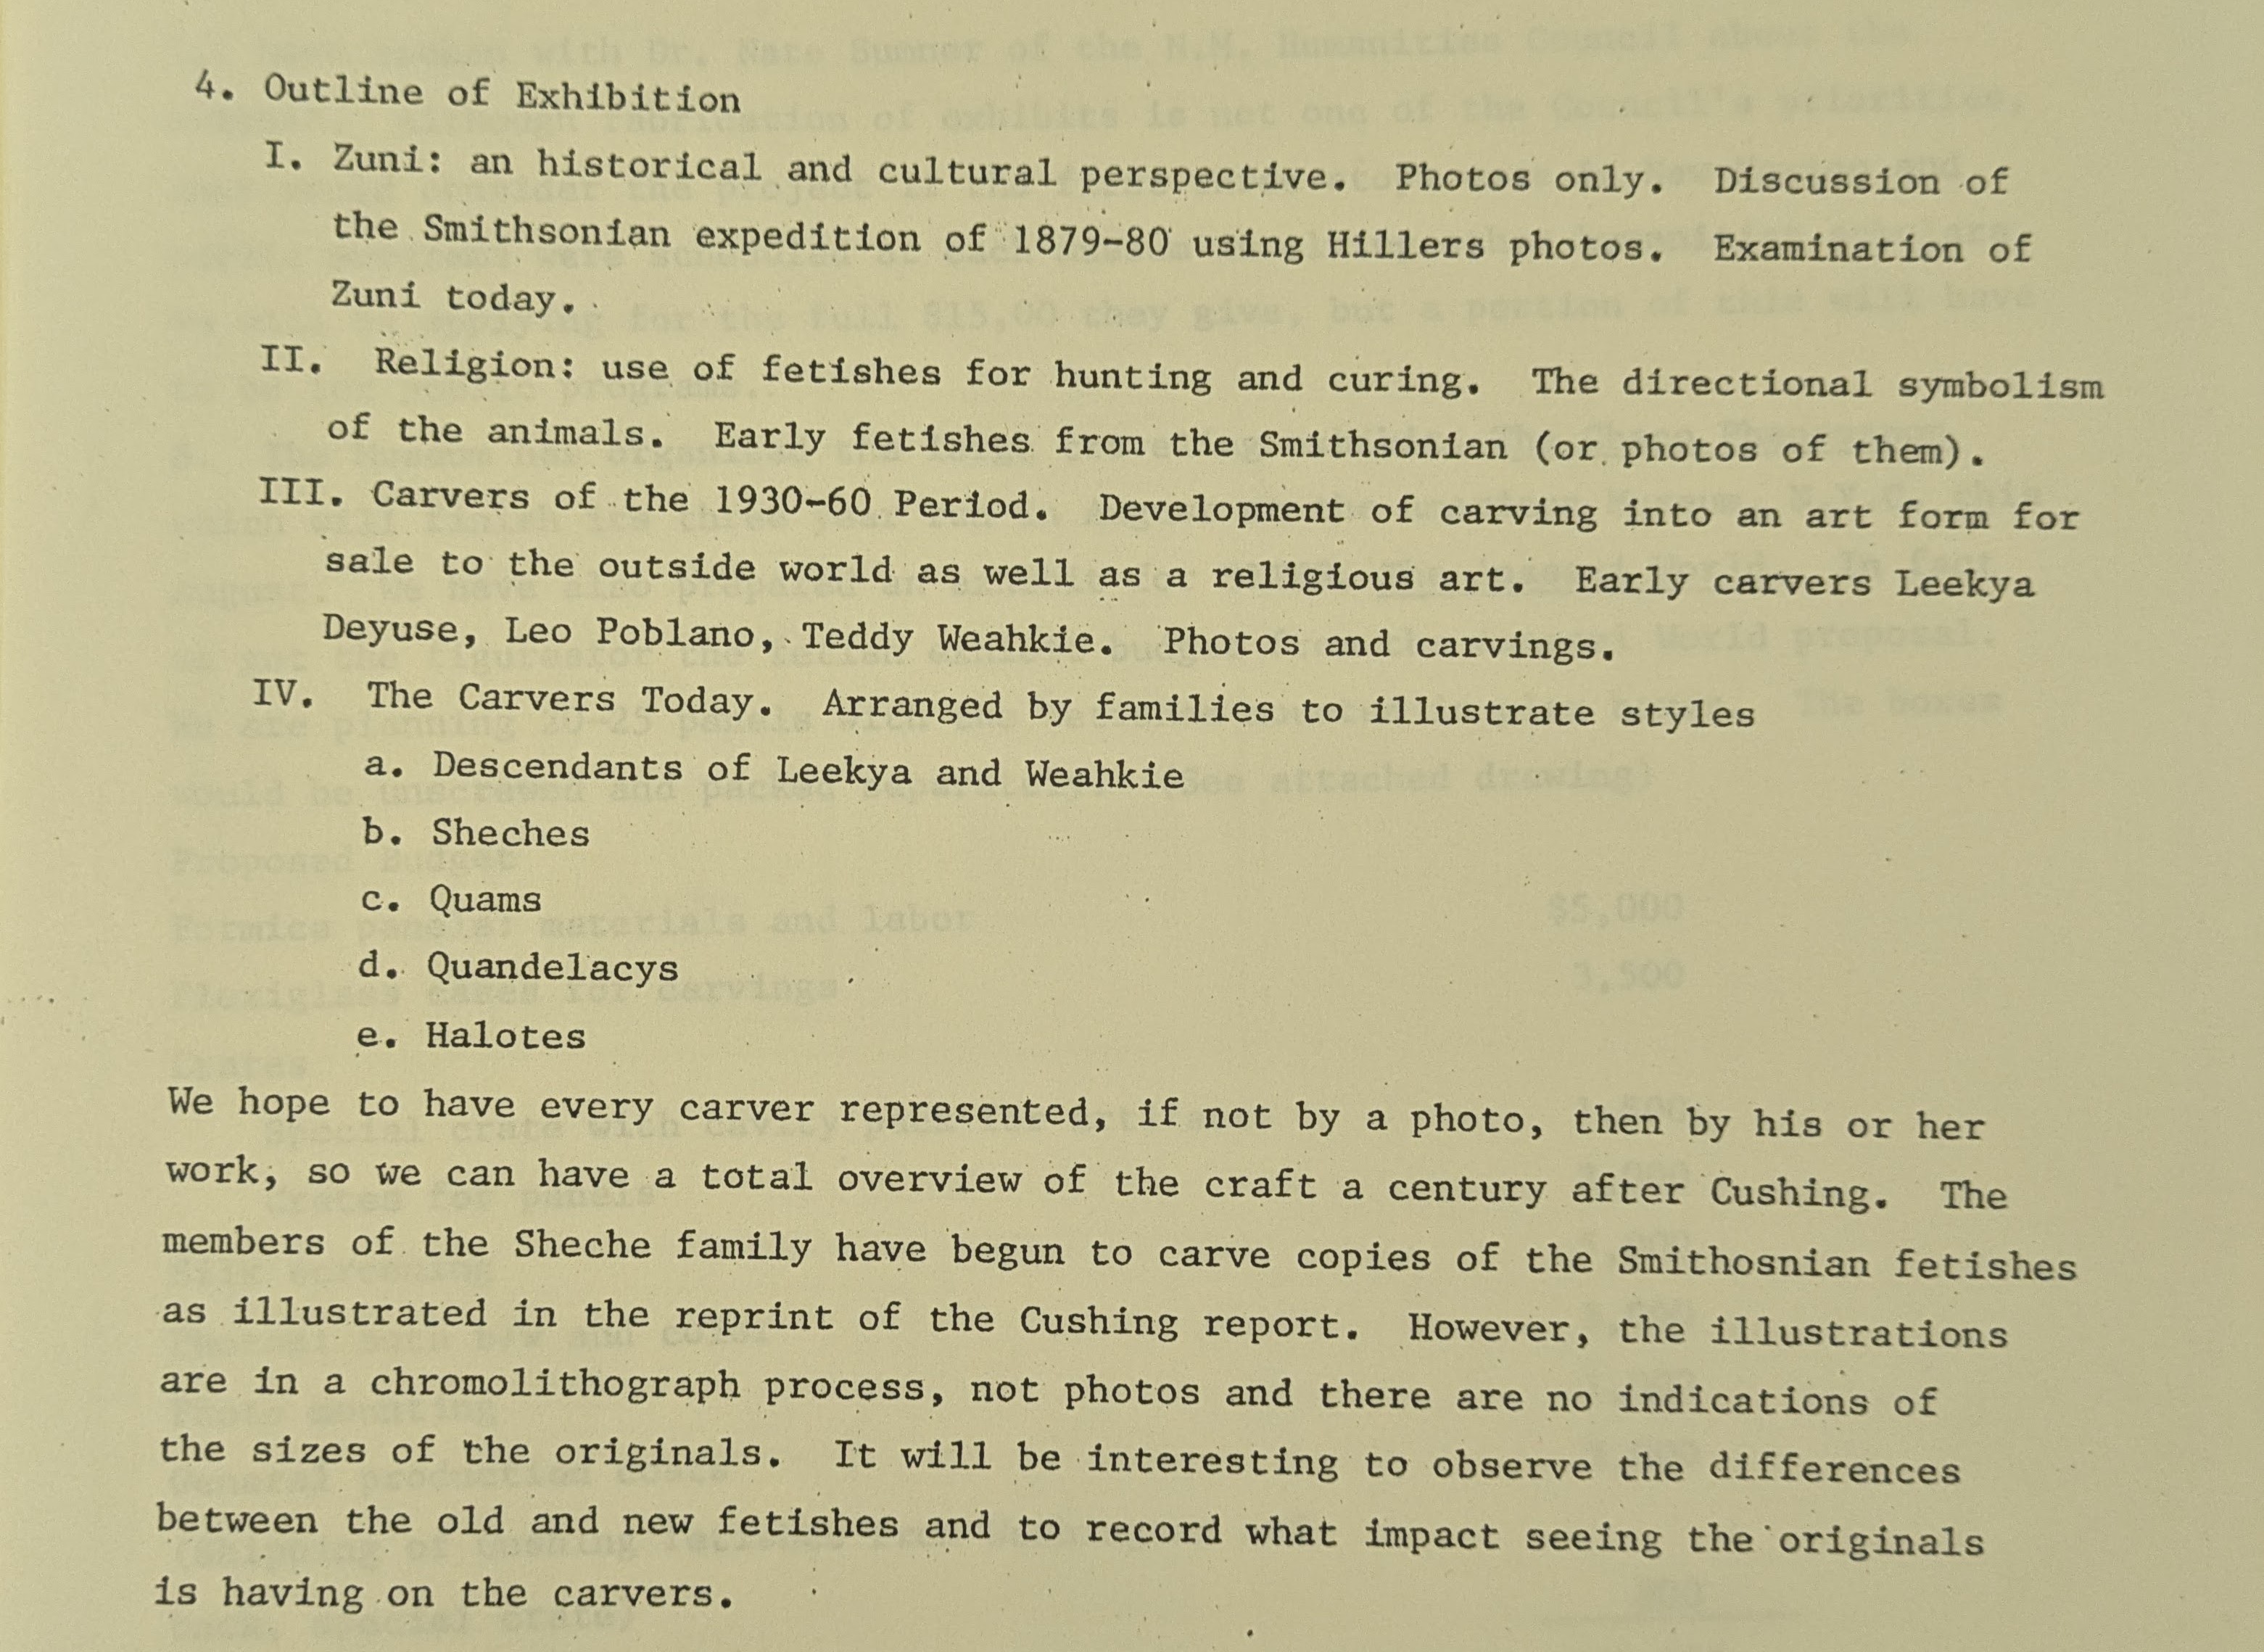 4. Outline of Exhibition
I. Zuni: an historical and cultural perspective. Photos only. Discussion of
the Smithsonian expedition of 1879-80 using Hillers photos. Examination of
Zuni today.
II. Religion: use of fetishes for hunting and curing. The directional symbolism
of the animals. Early fetishes from the Smithsonian (or photos of them).
III. Carvers of the 1930-60 Period. Development of carving into an art form for
sale to the outside world as well as a religious art. Early carvers Leekya
Deyuse, Leo Poblano, Teddy Weahkie. Photos and carvings.
IV. The Carvers Today. Arranged by families to illustrate styles
a. Descendants of Leekya and Weahkie
b. Sheches
c. Quams
d. Quandelacys
e. Halotes
We hope to have every carver represented, if not by a photo, then by his or her
work, so we can have a total overview of the craft a century after Cushing. The
members of the Sheche family have begun to carve copies of the Smithosnian fetishes
as illustrated in the reprint of the Cushing report. However, the illustrations
are in a chromolithograph process, not photos and there are no indications of
the sizes of the originals. It will be interesting to observe the differences
between the old and new fetishes and to record what impact seeing the originals
is having on the carvers.